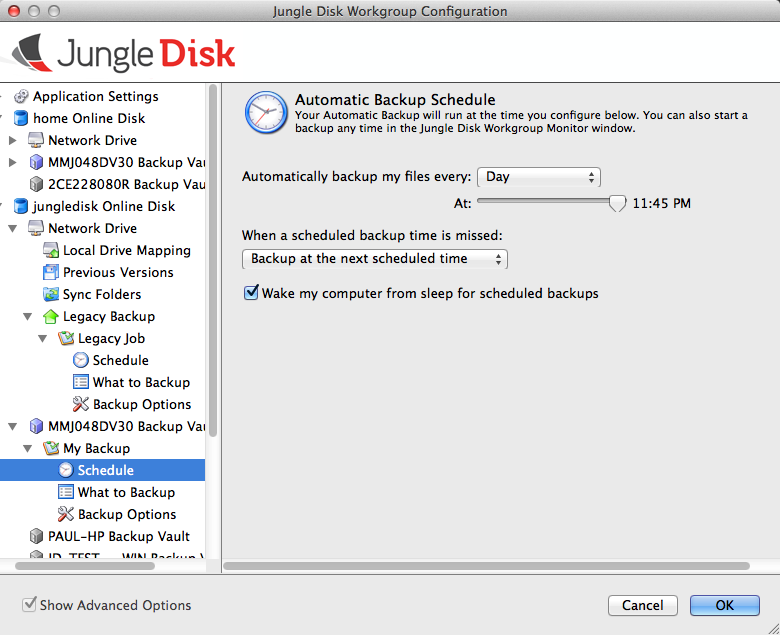 Jungle Disk Workgroup Configuration
Jungle Disk
Application Settings
home Online Disk
Network Drive
MMJ048DV30 Backup Vau
2CE228080R Backup Vau
jungledisk Online Disk
Network Drive
Local Drive Mapping
Previous Versions
Sync Folders
Legacy Backup
Legacy Job
Schedule
What to Backup
Backup Options
MMJ048DV30 Backup Vau
My Backup
Schedule
What to Backup
Backup Options
PAUL-HP Backup Vault
Automatic Backup Schedule
Your Automatic Backup will run at the time you configure below. You can also start a
backup any time in the Jungle Disk Workgroup Monitor window.
Automatically backup my files every: Day
At: 11:45 PM
When a scheduled backup time is missed:
Backup at the next scheduled time
Wake my computer from sleep for scheduled backups
Show Advanced Options
Cancel
OK